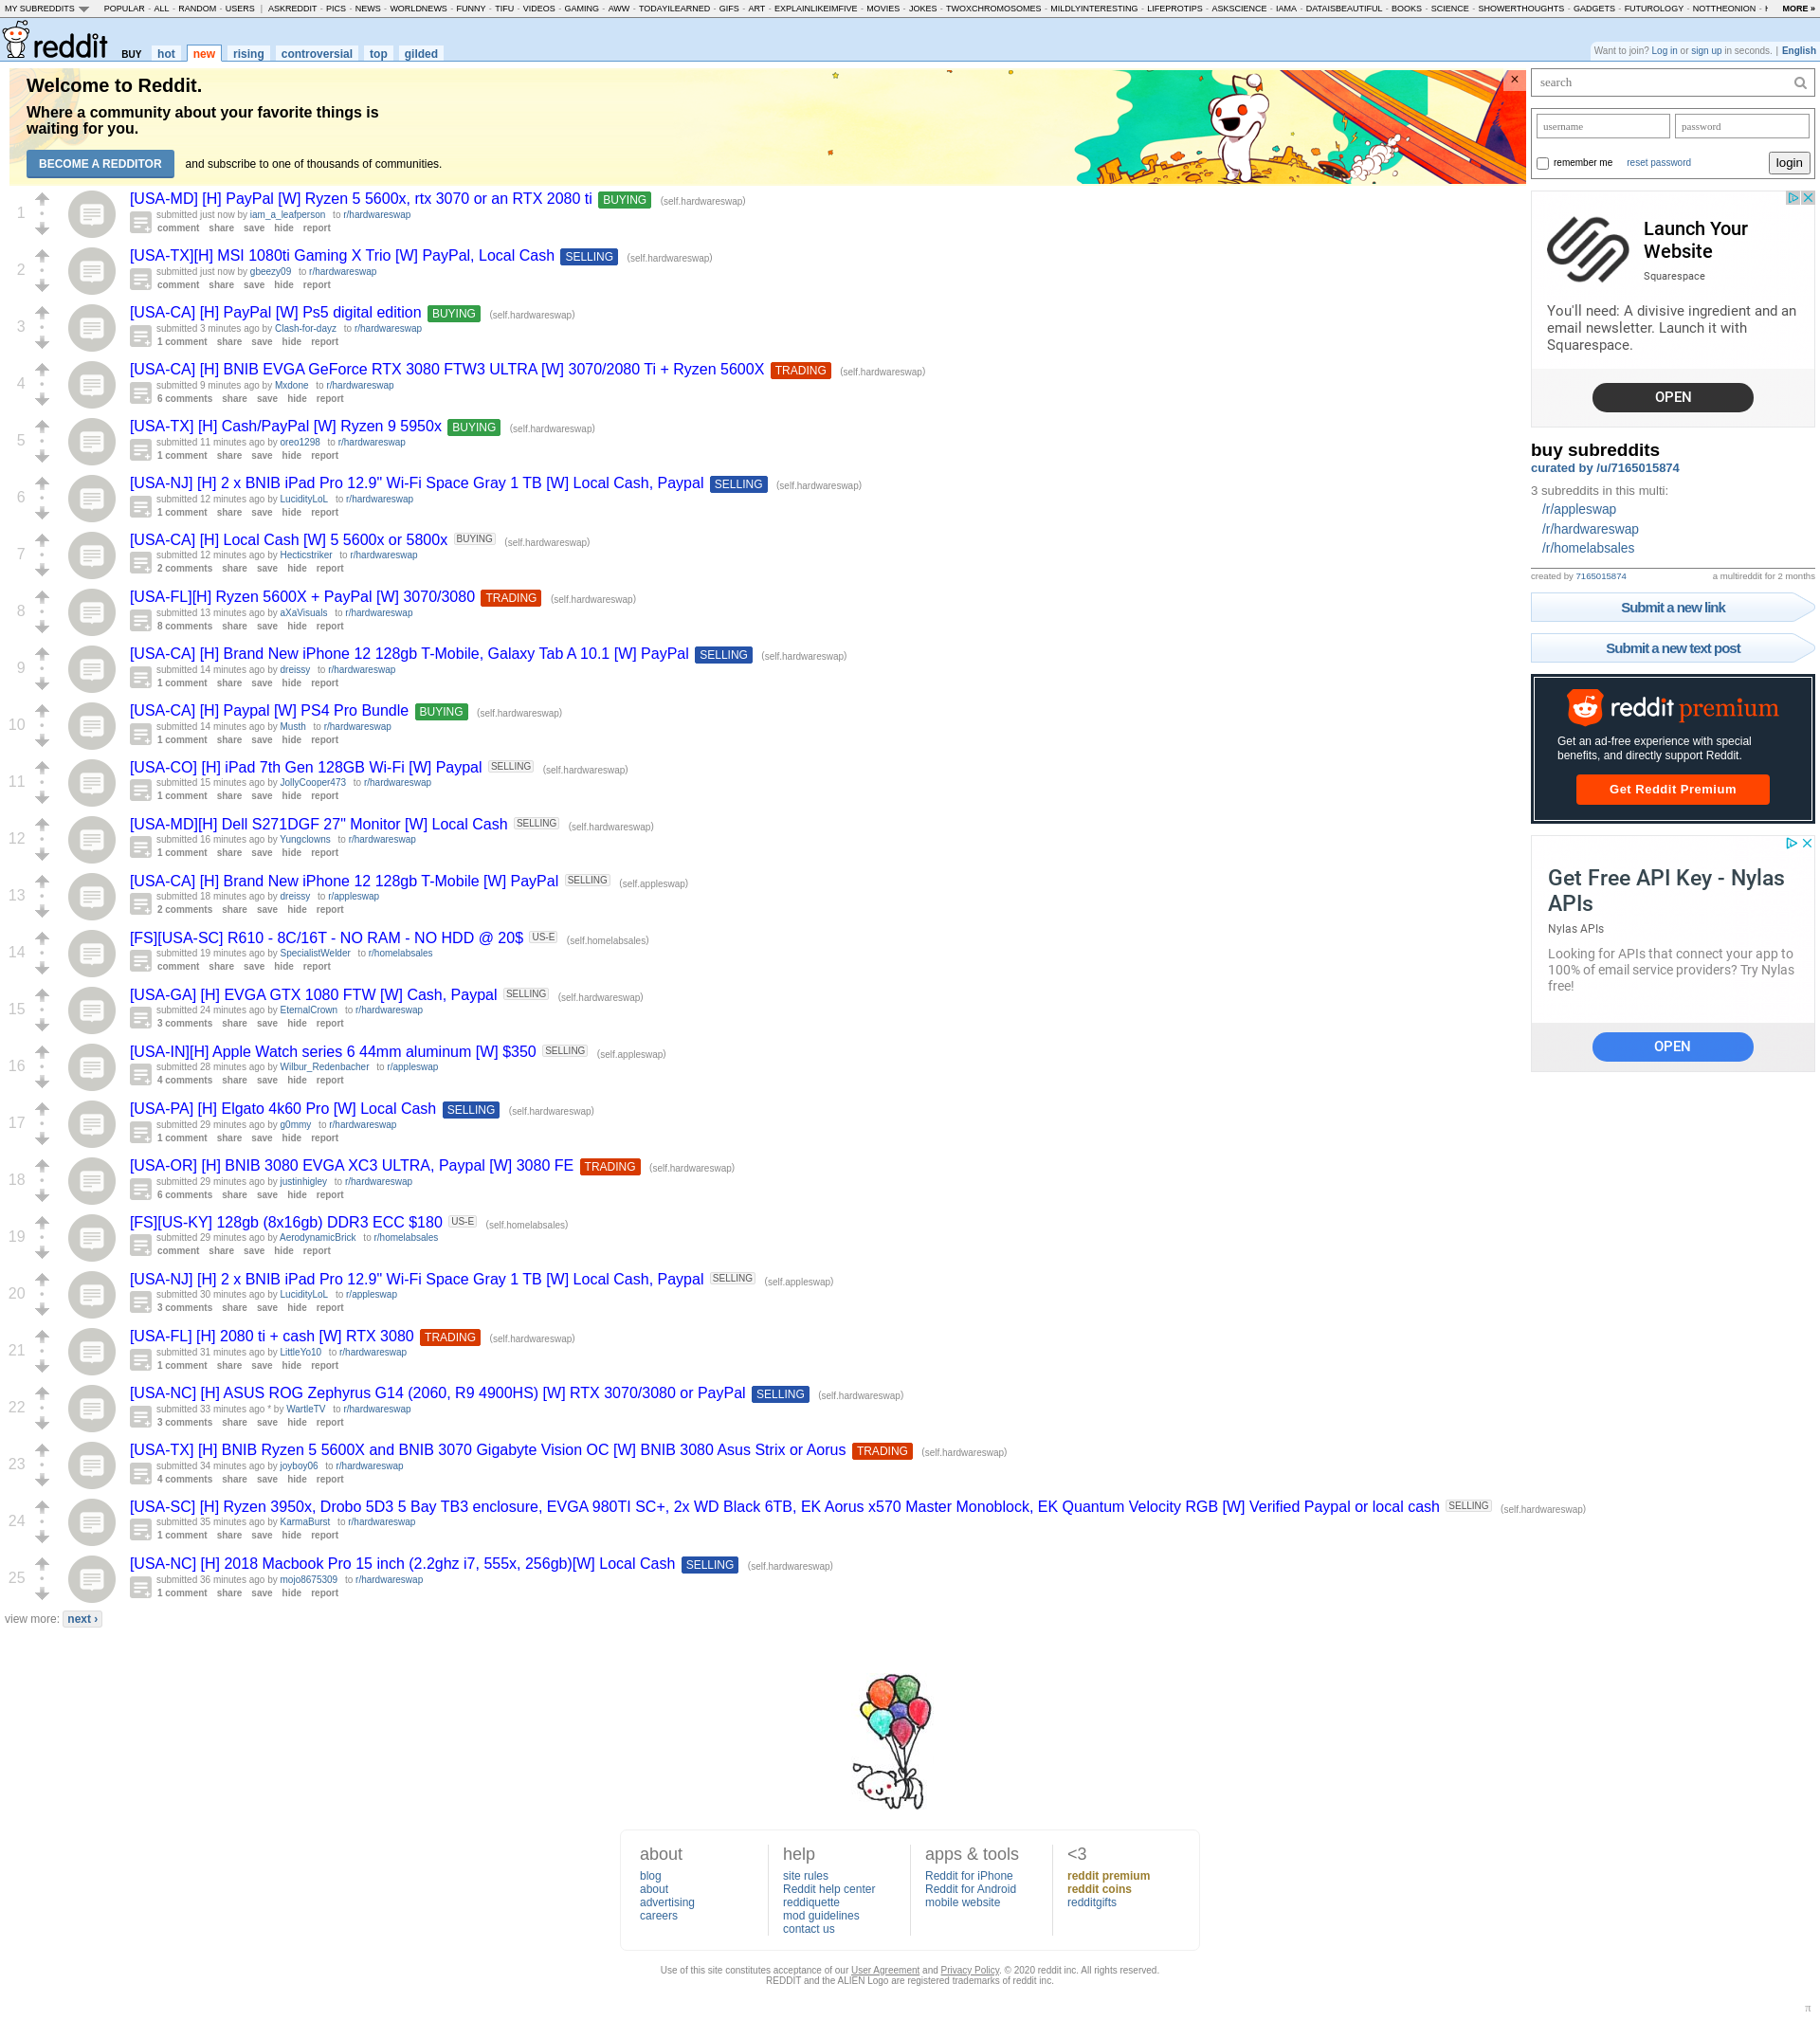 MY SUBREDDITS POPULAR - ALL - RANDOM - USERS | ASKREDDIT - PICS - NEWS - WORLDNEWS - FUNNY - TIFU - VIDEOS - GAMING - AWW - TODAYILEARNED - GIFS - ART - EXPLAINLIKEIMFIVE - MOVIES - JOKES - TWOXCHROMOSOMES - MILDLYINTERESTING - LIFEPROTIPS - ASKSCIENCE - IAMA - DATAISBEAUTIFUL - BOOKS - SCIENCE - SHOWERTHOUGHTS - GADGETS - FUTUROLOGY - NOTTHEONION - MORE »
reddit BUY hot new rising controversial top gilded
Want to join? Log in or sign up in seconds. | English
Welcome to Reddit.
Where a community about your favorite things is
waiting for you.
BECOME A REDDITOR and subscribe to one of thousands of communities.
×
1
[USA-MD] [H] PayPal [W] Ryzen 5 5600x, rtx 3070 or an RTX 2080 ti BUYING (self.hardwareswap)
submitted just now by iam_a_leafperson to r/hardwareswap
comment share save hide report
2
[USA-TX][H] MSI 1080ti Gaming X Trio [W] PayPal, Local Cash SELLING (self.hardwareswap)
submitted just now by gbeezy09 to r/hardwareswap
comment share save hide report
3
[USA-CA] [H] PayPal [W] Ps5 digital edition BUYING (self.hardwareswap)
submitted 3 minutes ago by Clash-for-dayz to r/hardwareswap
1 comment share save hide report
4
[USA-CA] [H] BNIB EVGA GeForce RTX 3080 FTW3 ULTRA [W] 3070/2080 Ti + Ryzen 5600X TRADING (self.hardwareswap)
submitted 9 minutes ago by Mxdone to r/hardwareswap
6 comments share save hide report
5
[USA-TX] [H] Cash/PayPal [W] Ryzen 9 5950x BUYING (self.hardwareswap)
submitted 11 minutes ago by oreo1298 to r/hardwareswap
1 comment share save hide report
6
[USA-NJ] [H] 2 x BNIB iPad Pro 12.9" Wi-Fi Space Gray 1 TB [W] Local Cash, Paypal SELLING (self.hardwareswap)
submitted 12 minutes ago by LucidityLoL to r/hardwareswap
1 comment share save hide report
7
[USA-CA] [H] Local Cash [W] 5 5600x or 5800x BUYING (self.hardwareswap)
submitted 12 minutes ago by Hecticstriker to r/hardwareswap
2 comments share save hide report
8
[USA-FL][H] Ryzen 5600X + PayPal [W] 3070/3080 TRADING (self.hardwareswap)
submitted 13 minutes ago by aXaVisuals to r/hardwareswap
8 comments share save hide report
9
[USA-CA] [H] Brand New iPhone 12 128gb T-Mobile, Galaxy Tab A 10.1 [W] PayPal SELLING (self.hardwareswap)
submitted 14 minutes ago by dreissy to r/hardwareswap
1 comment share save hide report
10
[USA-CA] [H] Paypal [W] PS4 Pro Bundle BUYING (self.hardwareswap)
submitted 14 minutes ago by Musth to r/hardwareswap
1 comment share save hide report
11
[USA-CO] [H] iPad 7th Gen 128GB Wi-Fi [W] Paypal SELLING (self.hardwareswap)
submitted 15 minutes ago by JollyCooper473 to r/hardwareswap
1 comment share save hide report
12
[USA-MD][H] Dell S271DGF 27" Monitor [W] Local Cash SELLING (self.hardwareswap)
submitted 16 minutes ago by Yungclowns to r/hardwareswap
1 comment share save hide report
13
[USA-CA] [H] Brand New iPhone 12 128gb T-Mobile [W] PayPal SELLING (self.appleswap)
submitted 18 minutes ago by dreissy to r/appleswap
2 comments share save hide report
14
[FS][USA-SC] R610 - 8C/16T - NO RAM - NO HDD @ 20$ US-E (self.homelabsales)
submitted 19 minutes ago by SpecialistWelder to r/homelabsales
comment share save hide report
15
[USA-GA] [H] EVGA GTX 1080 FTW [W] Cash, Paypal SELLING (self.hardwareswap)
submitted 24 minutes ago by EternalCrown to r/hardwareswap
3 comments share save hide report
16
[USA-IN][H] Apple Watch series 6 44mm aluminum [W] $350 SELLING (self.appleswap)
submitted 28 minutes ago by Wilbur_Redenbacher to r/appleswap
4 comments share save hide report
17
[USA-PA] [H] Elgato 4k60 Pro [W] Local Cash SELLING (self.hardwareswap)
submitted 29 minutes ago by g0mmy to r/hardwareswap
1 comment share save hide report
18
[USA-OR] [H] BNIB 3080 EVGA XC3 ULTRA, Paypal [W] 3080 FE TRADING (self.hardwareswap)
submitted 29 minutes ago by justinhigley to r/hardwareswap
6 comments share save hide report
19
[FS][US-KY] 128gb (8x16gb) DDR3 ECC $180 US-E (self.homelabsales)
submitted 29 minutes ago by AerodynamicBrick to r/homelabsales
comment share save hide report
20
[USA-NJ] [H] 2 x BNIB iPad Pro 12.9" Wi-Fi Space Gray 1 TB [W] Local Cash, Paypal SELLING (self.appleswap)
submitted 30 minutes ago by LucidityLoL to r/appleswap
3 comments share save hide report
21
[USA-FL] [H] 2080 ti + cash [W] RTX 3080 TRADING (self.hardwareswap)
submitted 31 minutes ago by LittleYo10 to r/hardwareswap
1 comment share save hide report
22
[USA-NC] [H] ASUS ROG Zephyrus G14 (2060, R9 4900HS) [W] RTX 3070/3080 or PayPal SELLING (self.hardwareswap)
submitted 33 minutes ago * by WartleTV to r/hardwareswap
3 comments share save hide report
23
[USA-TX] [H] BNIB Ryzen 5 5600X and BNIB 3070 Gigabyte Vision OC [W] BNIB 3080 Asus Strix or Aorus TRADING (self.hardwareswap)
submitted 34 minutes ago by joyboy06 to r/hardwareswap
4 comments share save hide report
24
[USA-SC] [H] Ryzen 3950x, Drobo 5D3 5 Bay TB3 enclosure, EVGA 980TI SC+, 2x WD Black 6TB, EK Aorus x570 Master Monoblock, EK Quantum Velocity RGB [W] Verified Paypal or local cash SELLING (self.hardwareswap)
submitted 35 minutes ago by KarmaBurst to r/hardwareswap
1 comment share save hide report
25
[USA-NC] [H] 2018 Macbook Pro 15 inch (2.2ghz i7, 555x, 256gb)[W] Local Cash SELLING (self.hardwareswap)
submitted 36 minutes ago by mojo8675309 to r/hardwareswap
1 comment share save hide report
view more: next ›
search
username password
remember me reset password login
Launch Your
Website
Squarespace
You'll need: A divisive ingredient and an
email newsletter. Launch it with
Squarespace.
OPEN
buy subreddits
curated by /u/7165015874
3 subreddits in this multi:
/r/appleswap
/r/hardwareswap
/r/homelabsales
created by 7165015874 a multireddit for 2 months
Submit a new link
Submit a new text post
reddit premium
Get an ad-free experience with special
benefits, and directly support Reddit.
Get Reddit Premium
Get Free API Key - Nylas
APIs
Nylas APIs
Looking for APIs that connect your app to
100% of email service providers? Try Nylas
free!
OPEN
about
blog
about
advertising
careers
help
site rules
Reddit help center
reddiquette
mod guidelines
contact us
apps & tools
Reddit for iPhone
Reddit for Android
mobile website
<3
reddit premium
reddit coins
redditgifts
Use of this site constitutes acceptance of our User Agreement and Privacy Policy. © 2020 reddit inc. All rights reserved.
REDDIT and the ALIEN Logo are registered trademarks of reddit inc.
π